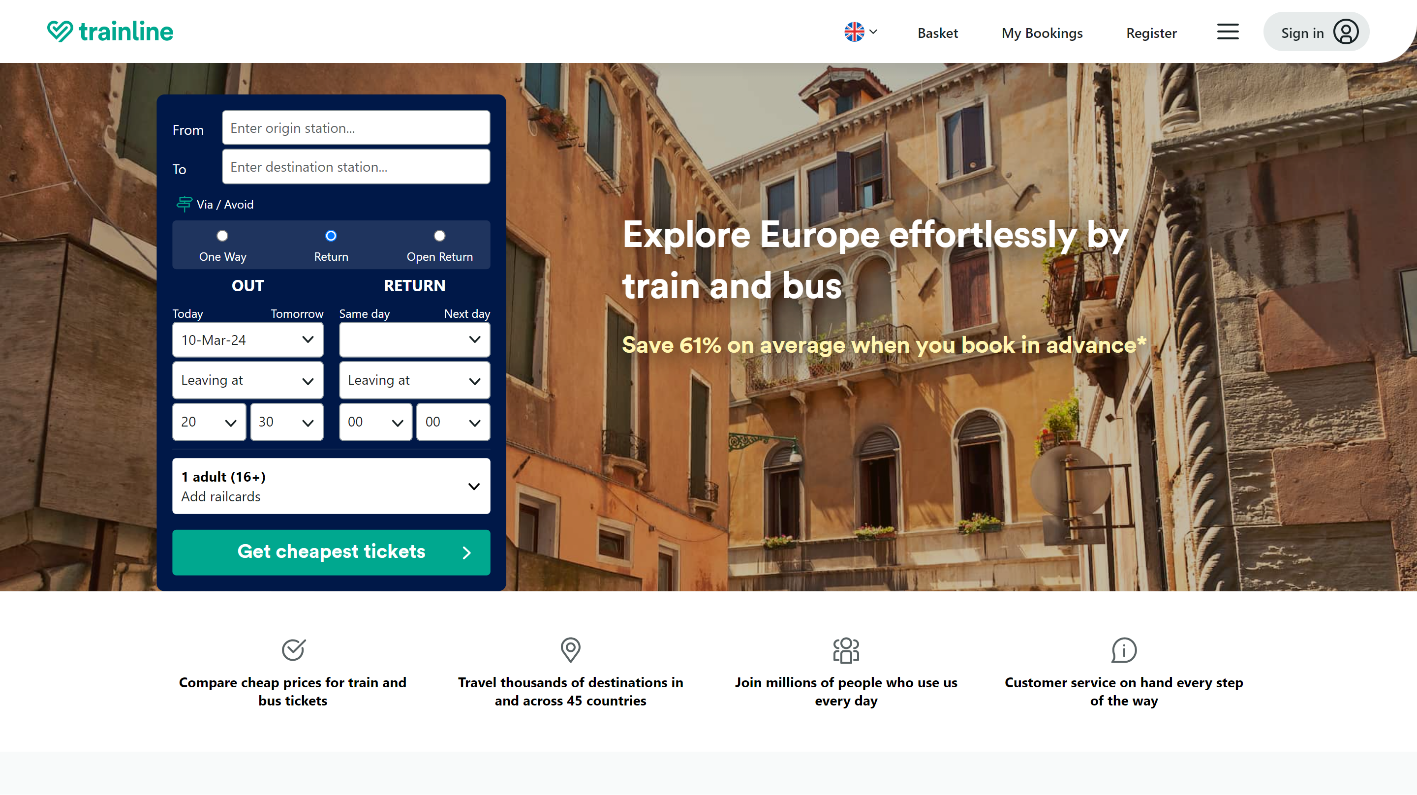 trainline
Basket
My Bookings
Register
Sign in
From
Enter origin station...
To
Enter destination station...
Via / Avoid
One Way
Return
Open Return
OUT
RETURN
Today
Tomorrow
Same day
Next day
10-Mar-24
Leaving at
Leaving at
20
30
00
00
1 adult (16+)
Add railcards
Get cheapest tickets
Explore Europe effortlessly by
train and bus
Save 61% on average when you book in advance*
Compare cheap prices for train and
bus tickets
Travel thousands of destinations in
and across 45 countries
Join millions of people who use us
every day
Customer service on hand every step
of the way